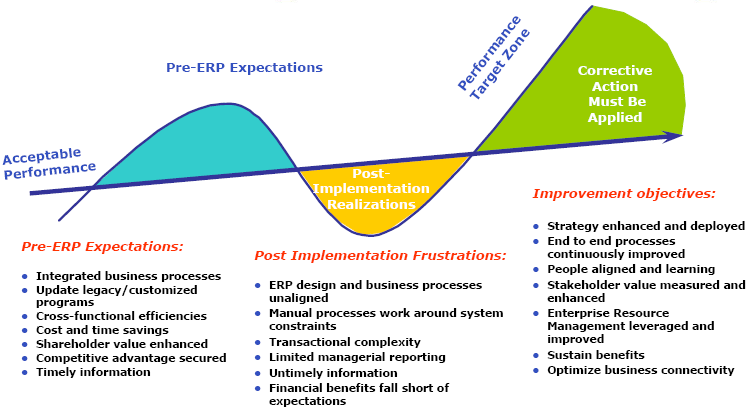 Pre-ERP Expectations
Performance
Target Zone
Corrective
Action
Must Be
Applied
Acceptable
Performance
Post-
Implementation
Realizations
Pre-ERP Expectations:
• Integrated business processes
• Update legacy/customized
programs
• Cross-functional efficiencies
• Cost and time savings
• Shareholder value enhanced
• Competitive advantage secured
• Timely information
Post Implementation Frustrations:
• ERP design and business processes
unaligned
• Manual processes work around system
constraints
• Transactional complexity
• Limited managerial reporting
• Untimely information
• Financial benefits fall short of
expectations
Improvement objectives:
• Strategy enhanced and deployed
• End to end processes
continuously improved
• People aligned and learning
• Stakeholder value measured and
enhanced
• Enterprise Resource
Management leveraged and
improved
• Sustain benefits
• Optimize business connectivity